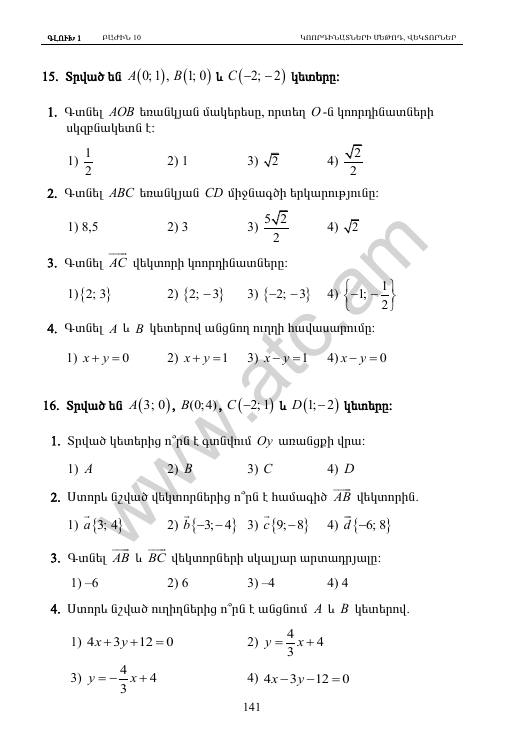 ԳԼՈՒԽ 1 ԲԱԺԻՆ 10 ԿՈՈՐԴԻՆԱՏՆԵՐԻ ՄԵԹՈԴ, ՎԵԿՏՈՐՆԵՐ
15. Տրված են A(0; 1), B(1; 0) և C(−2; −2) կետերը:
1. Գտնել AOB եռանկյան մակերեսը, որտեղ O-ն կոորդինատների
սկզբնակետն է:
1) 1/2 2) 1 3) √2 4) √2/2
2. Գտնել ABC եռանկյան CD միջնագծի երկարությունը:
1) 8,5 2) 3 3) 5√2/2 4) √2
3. Գտնել AC վեկտորի կոորդինատները:
1) {2; 3} 2) {2; −3} 3) {−2; −3} 4) {−1; −1/2}
4. Գտնել A և B կետերով անցնող ուղղի հավասարումը:
1) x + y = 0 2) x + y = 1 3) x − y = 1 4) x − y = 0
16. Տրված են A(3; 0), B(0;4), C(−2; 1) և D(1; −2) կետերը:
1. Տրված կետերից ո՞րն է գտնվում Oy առանցքի վրա:
1) A 2) B 3) C 4) D
2. Ստորև նշված վեկտորներից ո՞րն է համագիծ AB վեկտորին.
1) a{3; 4} 2) b{−3; −4} 3) c{9; −8} 4) d{−6; 8}
3. Գտնել AB և BC վեկտորների սկալյար արտադրյալը:
1) –6 2) 6 3) –4 4) 4
4. Ստորև նշված ուղիղներից ո՞րն է անցնում A և B կետերով.
1) 4x + 3y + 12 = 0 2) y = 4/3 x + 4
3) y = −4/3 x + 4 4) 4x − 3y − 12 = 0
141
www.atc.am